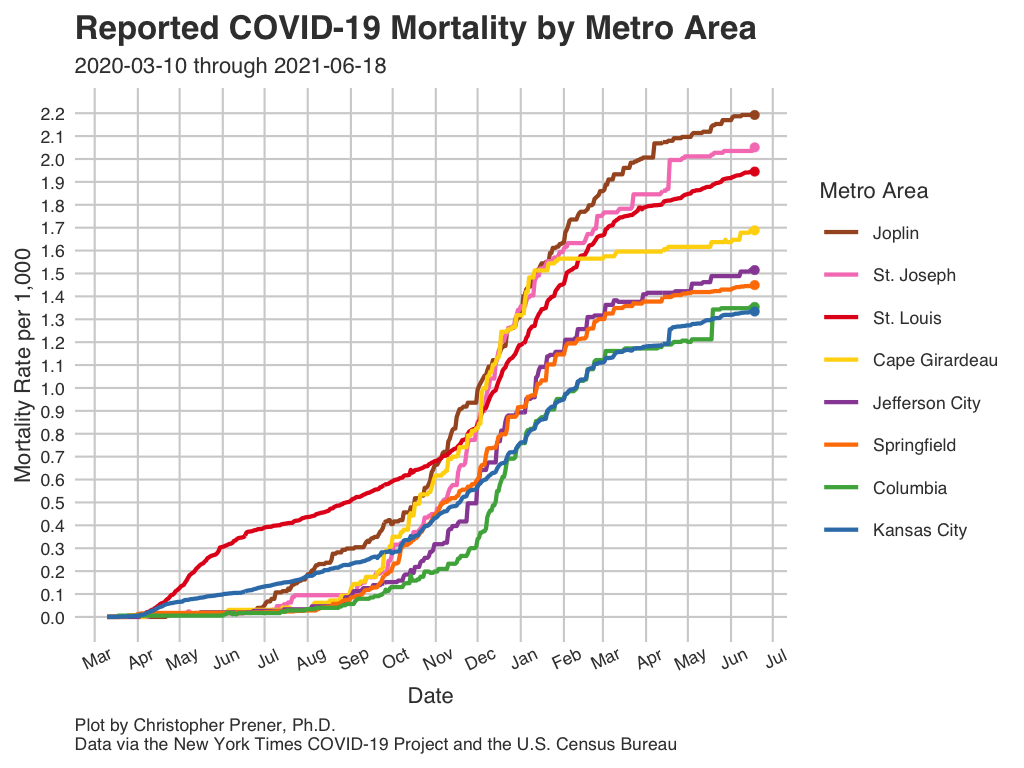 Reported COVID-19 Mortality by Metro Area
2020-03-10 through 2021-06-18
Mortality Rate per 1,000
2.2
2.1
2.0
1.9
1.8
1.7
1.6
1.5
1.4
1.3
1.2
1.1
1.0
0.9
0.8
0.7
0.6
0.5
0.4
0.3
0.2
0.1
0.0
Mar Apr May Jun Jul Aug Sep Oct Nov Dec Jan Feb Mar Apr May Jun Jul
Date
Metro Area
Joplin
St. Joseph
St. Louis
Cape Girardeau
Jefferson City
Springfield
Columbia
Kansas City
Plot by Christopher Prener, Ph.D.
Data via the New York Times COVID-19 Project and the U.S. Census Bureau